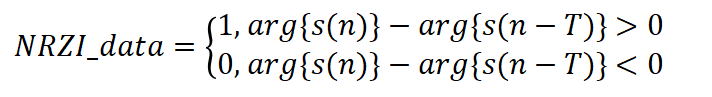 NRZI_data = {1, arg{s(n)} − arg{s(n − T)} > 0
0, arg{s(n)} − arg{s(n − T)} < 0